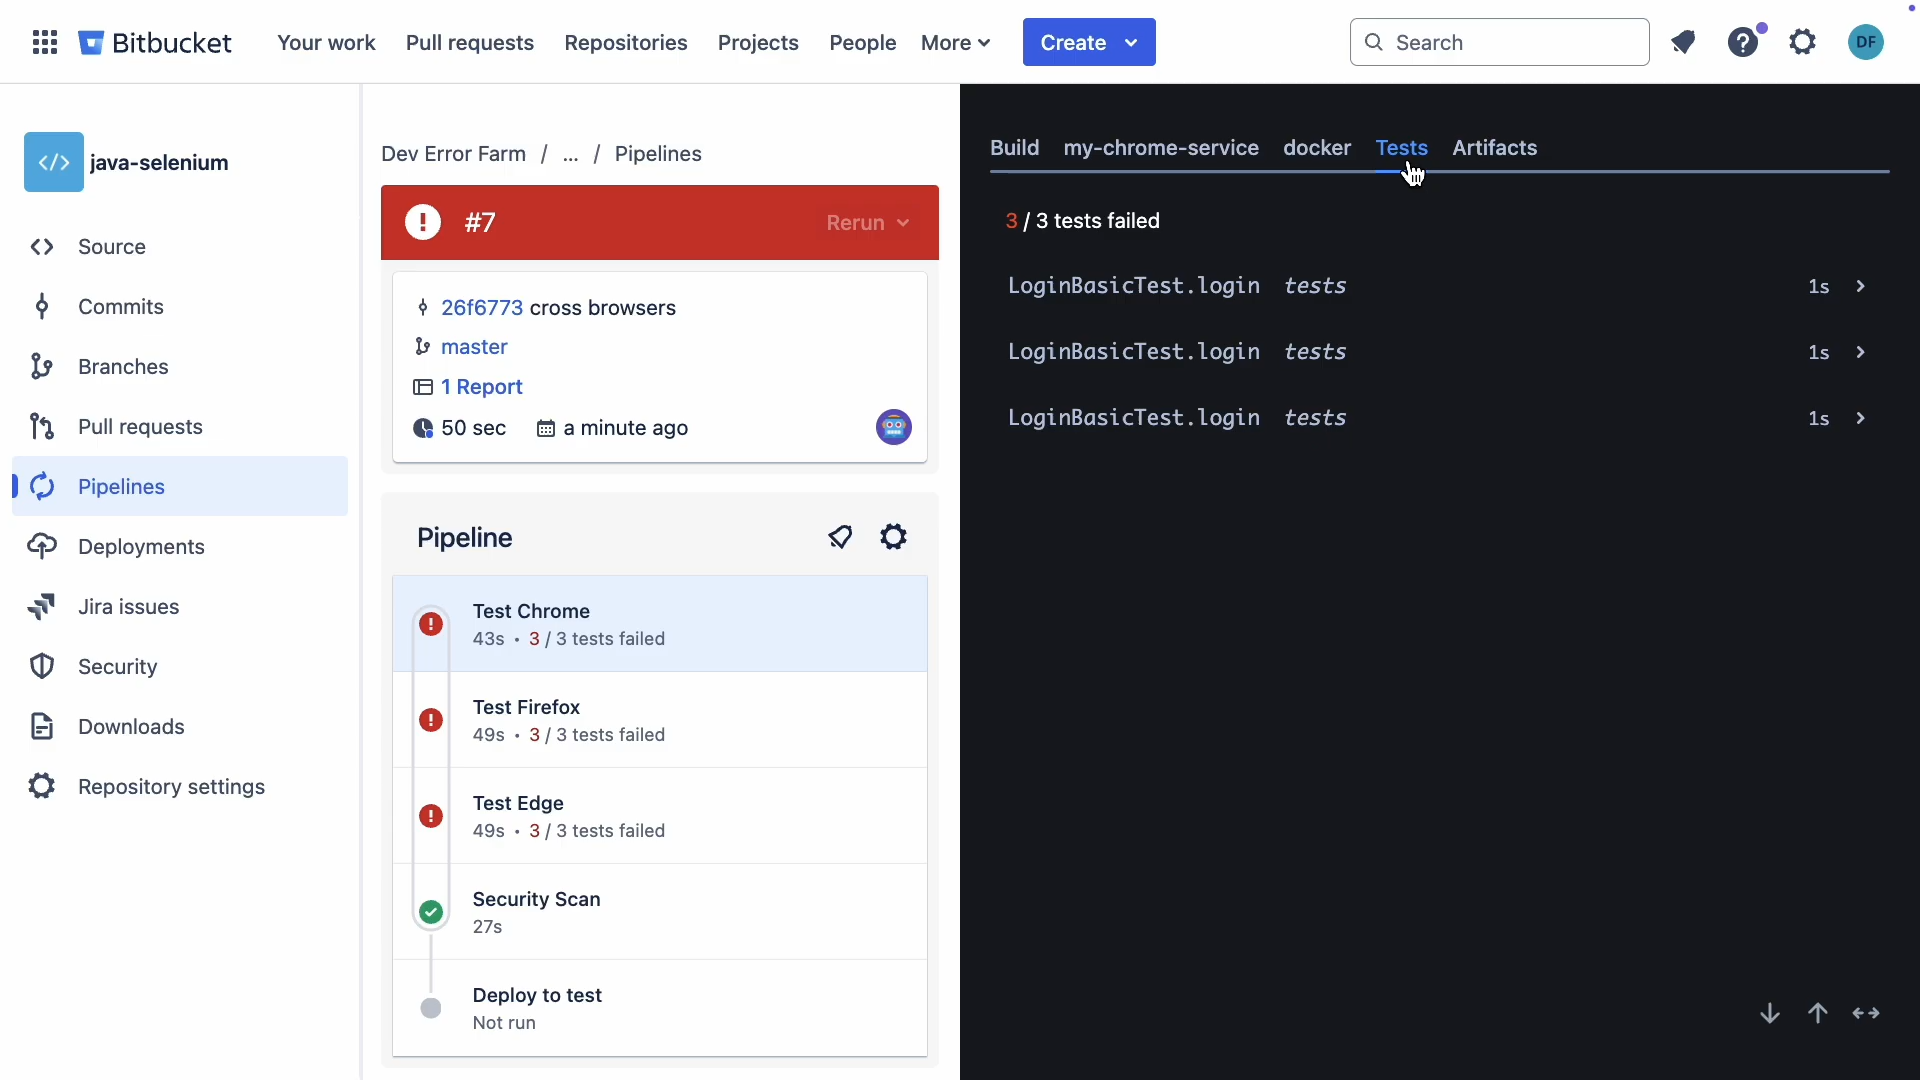 Bitbucket Your work Pull requests Repositories Projects People More Create Search DF
</> java-selenium
Source
Commits
Branches
Pull requests
Pipelines
Deployments
Jira issues
Security
Downloads
Repository settings
Dev Error Farm / ... / Pipelines
! #7 Rerun
26f6773 cross browsers
master
1 Report
50 sec a minute ago
Pipeline
Test Chrome
43s • 3 / 3 tests failed
Test Firefox
49s • 3 / 3 tests failed
Test Edge
49s • 3 / 3 tests failed
Security Scan
27s
Deploy to test
Not run
Build my-chrome-service docker Tests Artifacts
3 / 3 tests failed
LoginBasicTest.login tests 1s
LoginBasicTest.login tests 1s
LoginBasicTest.login tests 1s